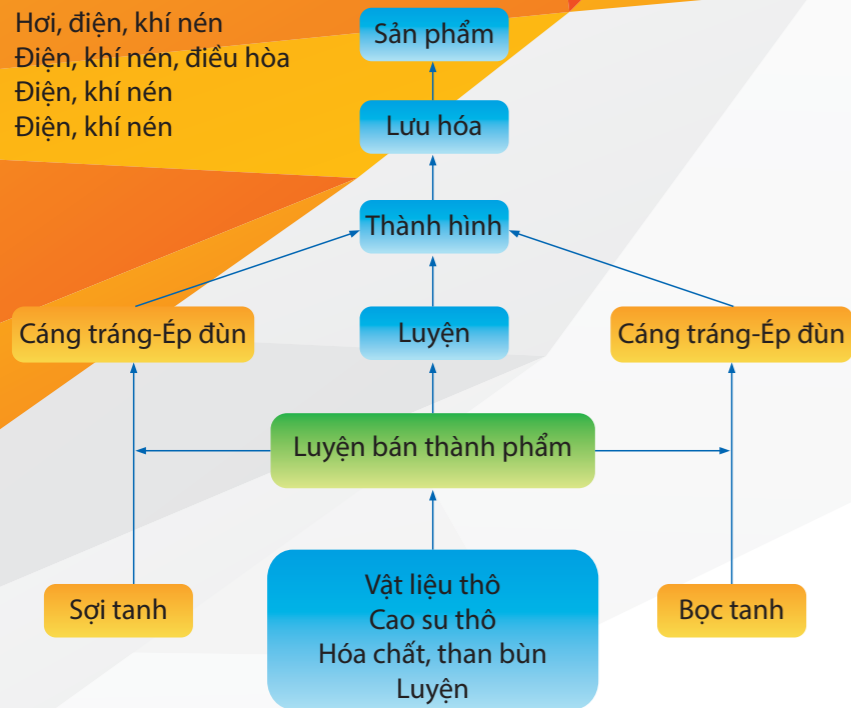 Hơi, điện, khí nén
Điện, khí nén, điều hòa
Điện, khí nén
Điện, khí nén
Sản phẩm
Lưu hóa
Thành hình
Cáng tráng-Ép đùn
Luyện
Cáng tráng-Ép đùn
Luyện bán thành phẩm
Sợi tanh
Vật liệu thô
Cao su thô
Hóa chất, than bùn
Luyện
Bọc tanh